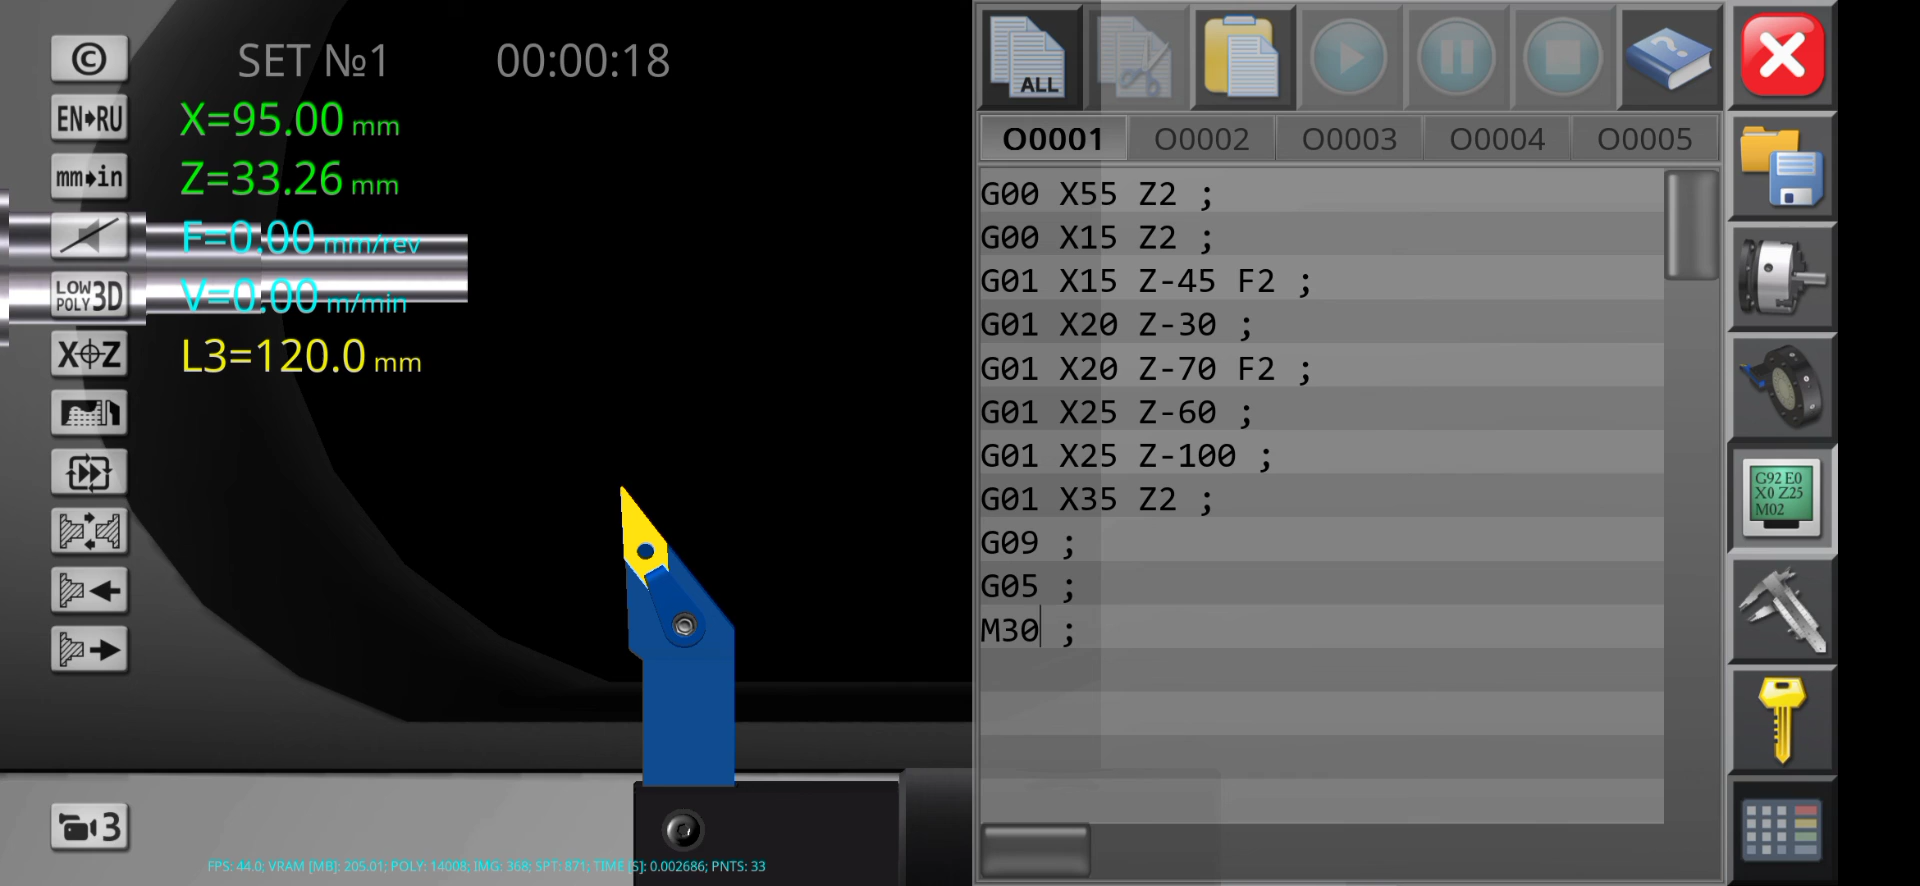 ©
EN→RU
mm→in
LOW POLY 3D
X⌖Z
3
SET №1 00:00:18
X=95.00 mm
Z=33.26 mm
F=0.00 mm/rev
V=0.00 m/min
L3=120.0 mm
FPS: 44.0; VRAM [MB]: 205.01; POLY: 14008; IMG: 368; SPT: 871; TIME [S]: 0.002686; PNTS: 33
ALL
?
O0001 O0002 O0003 O0004 O0005
G00 X55 Z2 ;
G00 X15 Z2 ;
G01 X15 Z-45 F2 ;
G01 X20 Z-30 ;
G01 X20 Z-70 F2 ;
G01 X25 Z-60 ;
G01 X25 Z-100 ;
G01 X35 Z2 ;
G09 ;
G05 ;
M30 ;
G92 E0
X0 Z25
M02